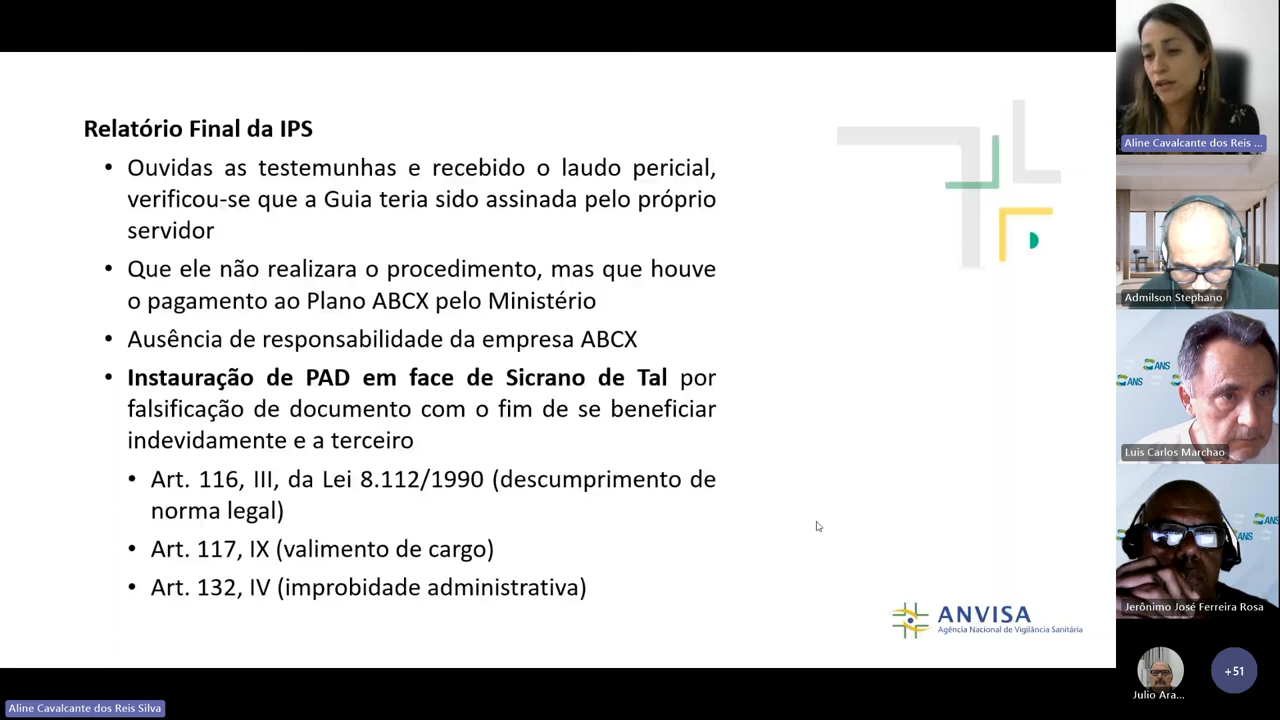 Relatório Final da IPS
• Ouvidas as testemunhas e recebido o laudo pericial,
verificou-se que a Guia teria sido assinada pelo próprio
servidor
• Que ele não realizara o procedimento, mas que houve
o pagamento ao Plano ABCX pelo Ministério
• Ausência de responsabilidade da empresa ABCX
• Instauração de PAD em face de Sicrano de Tal por
falsificação de documento com o fim de se beneficiar
indevidamente e a terceiro
• Art. 116, III, da Lei 8.112/1990 (descumprimento de
norma legal)
• Art. 117, IX (valimento de cargo)
• Art. 132, IV (improbidade administrativa)
ANVISA
Agência Nacional de Vigilância Sanitária
Aline Cavalcante dos Reis ...
Admilson Stephano
ANS
ANS
Luis Carlos Marchao
ANS
Jerônimo José Ferreira Rosa
Julio Ara...
+51
Aline Cavalcante dos Reis Silva